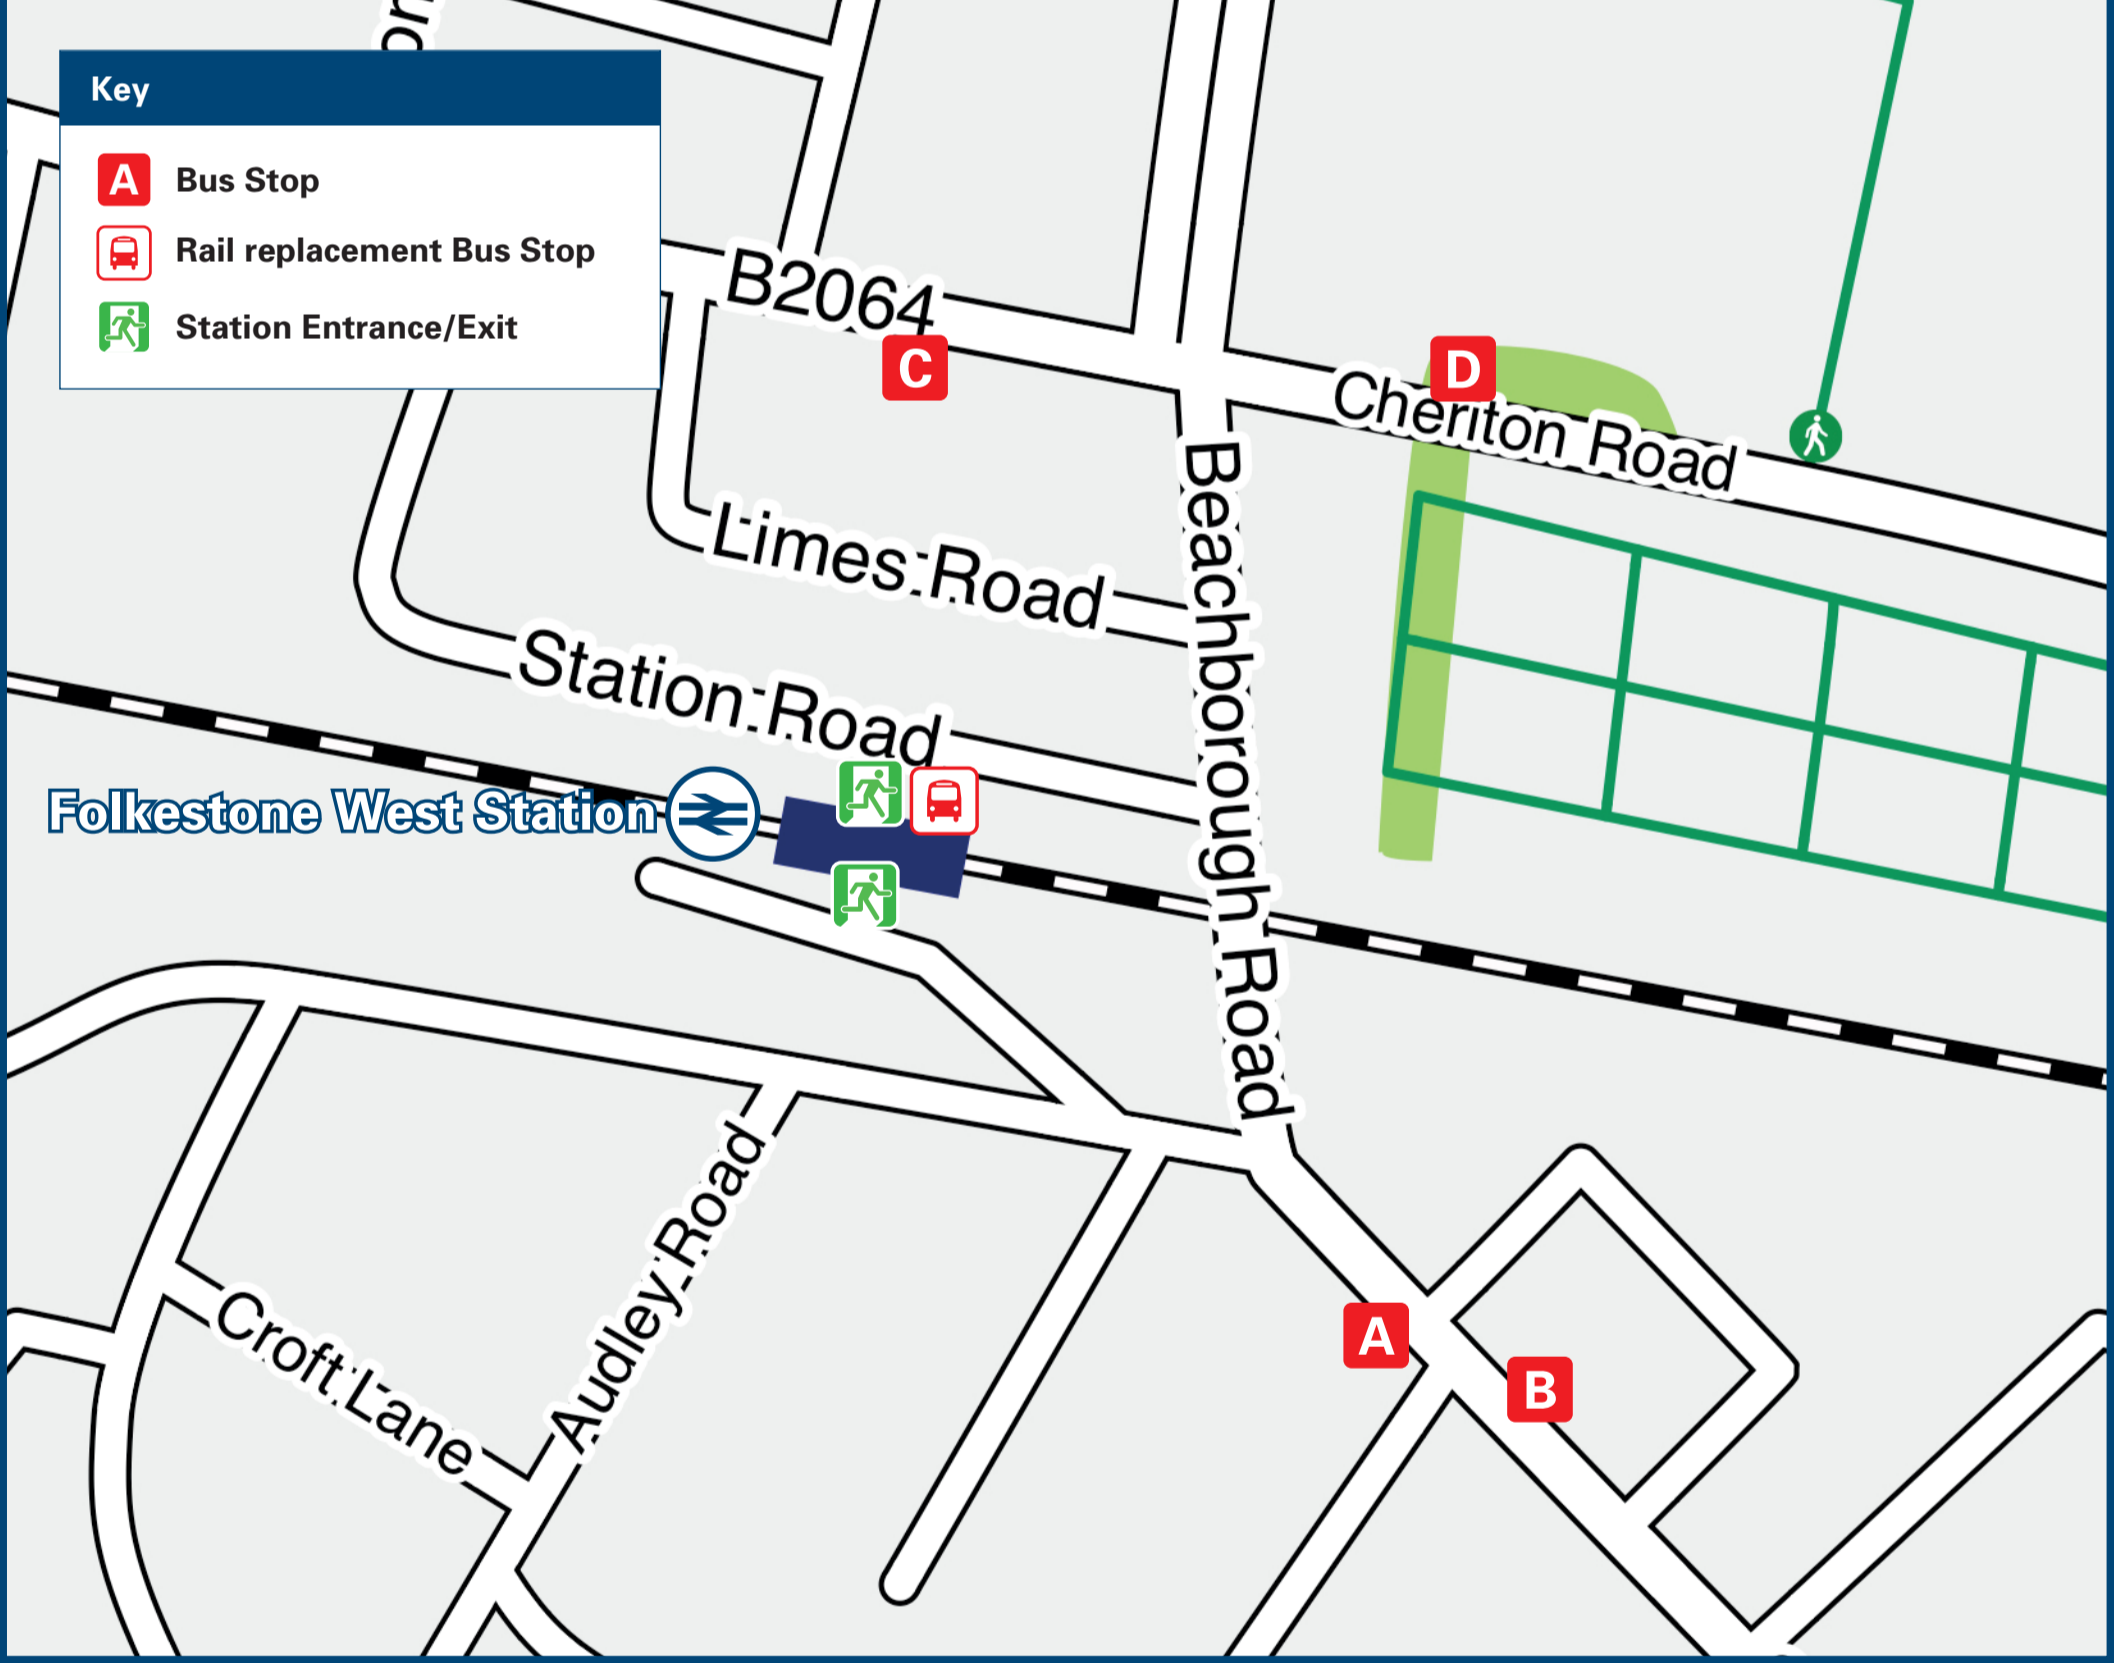 on
Key
A Bus Stop
Rail replacement Bus Stop
Station Entrance/Exit
B2064
C
D
Cheriton Road
Beachborough Road
Limes Road
Station Road
Folkestone West Station
Audley Road
Croft Lane
A
B